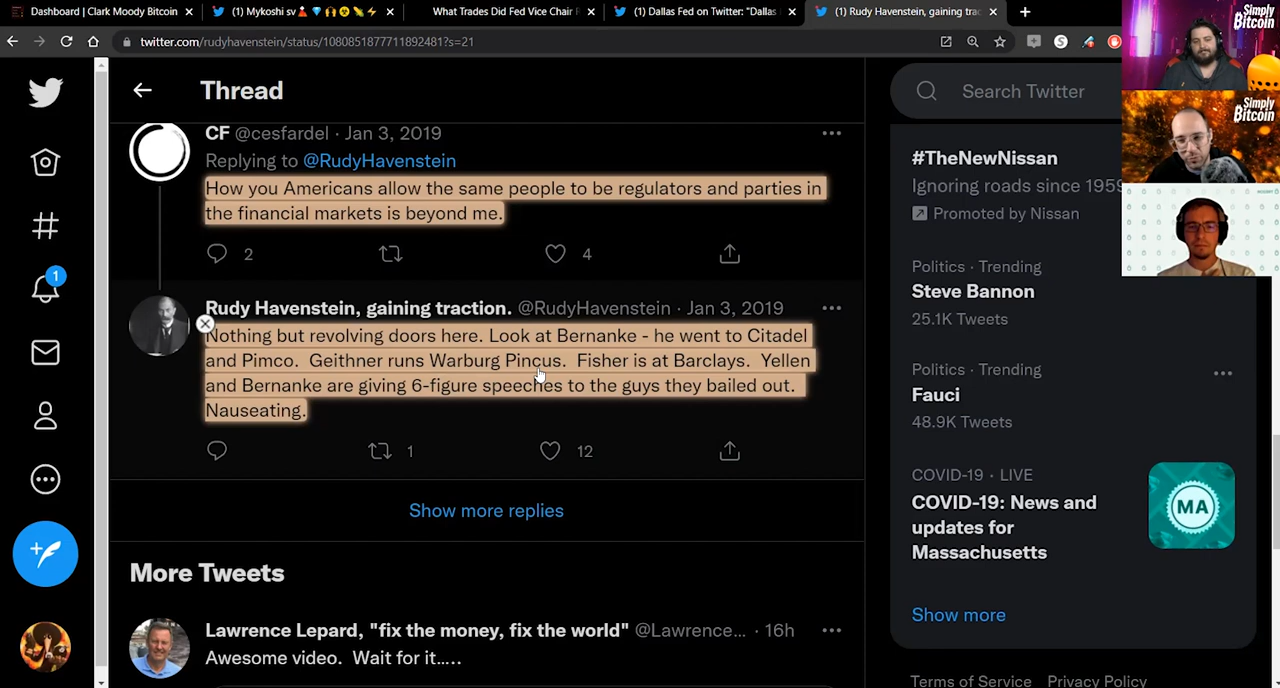 Dashboard | Clark Moody Bitcoin
(1) Mykoshi sv
What Trades Did Fed Vice Chair
(1) Dallas Fed on Twitter: "Dallas
(1) Rudy Havenstein, gaining trac
twitter.com/rudyhavenstein/status/1080851877711892481?s=21
Simply
Bitcoin
Thread
Search Twitter
CF @cesfardel · Jan 3, 2019
Replying to @RudyHavenstein
How you Americans allow the same people to be regulators and parties in
the financial markets is beyond me.
2
4
Rudy Havenstein, gaining traction. @RudyHavenstein · Jan 3, 2019
Nothing but revolving doors here. Look at Bernanke - he went to Citadel
and Pimco. Geithner runs Warburg Pincus. Fisher is at Barclays. Yellen
and Bernanke are giving 6-figure speeches to the guys they bailed out.
Nauseating.
1
12
Show more replies
More Tweets
Lawrence Lepard, "fix the money, fix the world" @Lawrence... · 16h
Awesome video. Wait for it.....
1
Simply
Bitcoin
#TheNewNissan
Ignoring roads since 1959
Promoted by Nissan
Politics · Trending
Steve Bannon
25.1K Tweets
Politics · Trending
Fauci
48.9K Tweets
COVID-19 · LIVE
COVID-19: News and
updates for
Massachusetts
MA
Show more
Terms of Service Privacy Policy